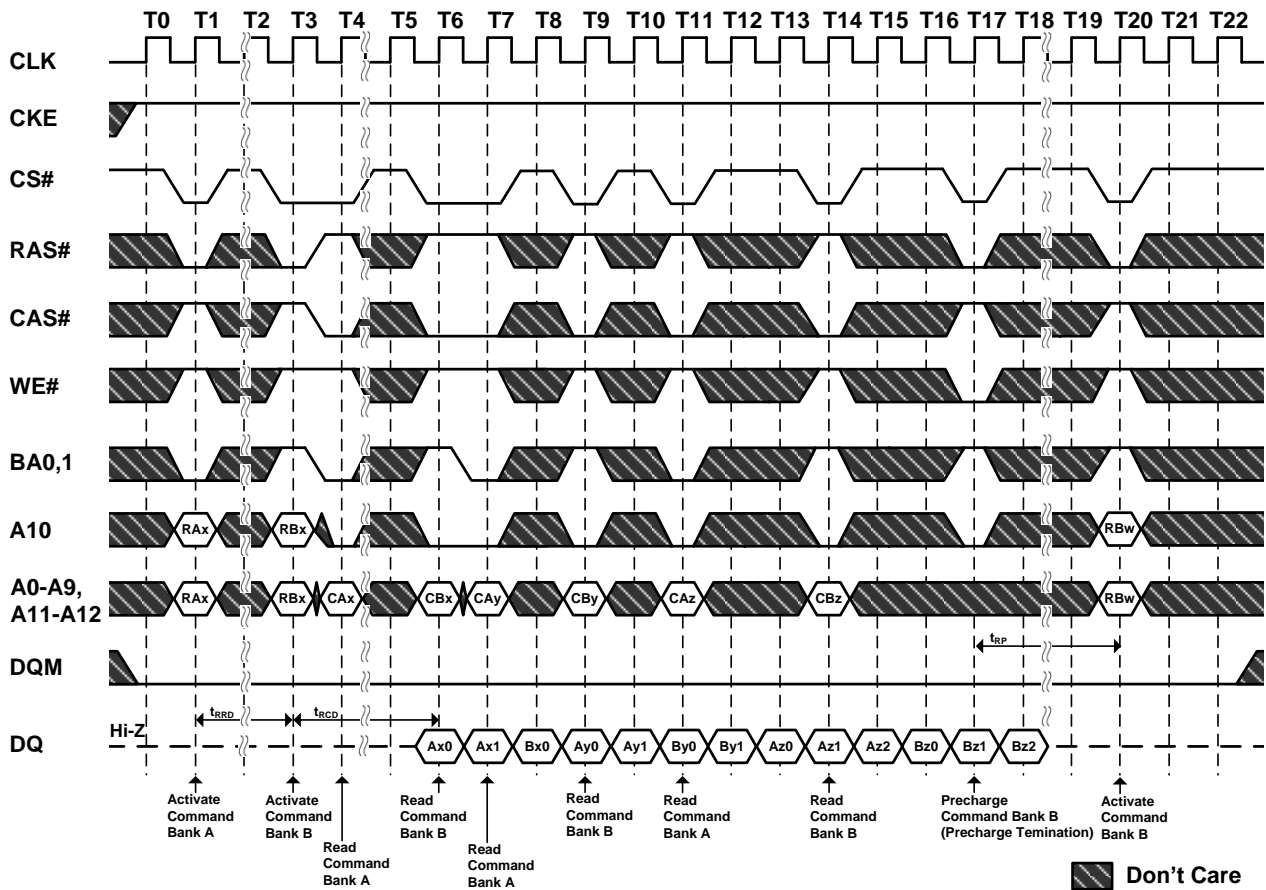 T0 T1 T2 T3 T4 T5 T6 T7 T8 T9 T10 T11 T12 T13 T14 T15 T16 T17 T18 T19 T20 T21 T22
CLK
CKE
CS#
RAS#
CAS#
WE#
BA0,1
A10 RAx RBx RBw
A0-A9,
A11-A12
RAx RBx CAx CBx CAy CBy CAz CBz RBw
tRP
DQM
tRRD tRCD
Hi-Z
DQ Ax0 Ax1 Bx0 Ay0 Ay1 By0 By1 Az0 Az1 Az2 Bz0 Bz1 Bz2
Activate
Command
Bank A
Activate
Command
Bank B
Read
Command
Bank A
Read
Command
Bank B
Read
Command
Bank A
Read
Command
Bank B
Read
Command
Bank A
Read
Command
Bank B
Precharge
Command Bank B
(Precharge Temination)
Activate
Command
Bank B
Don't Care